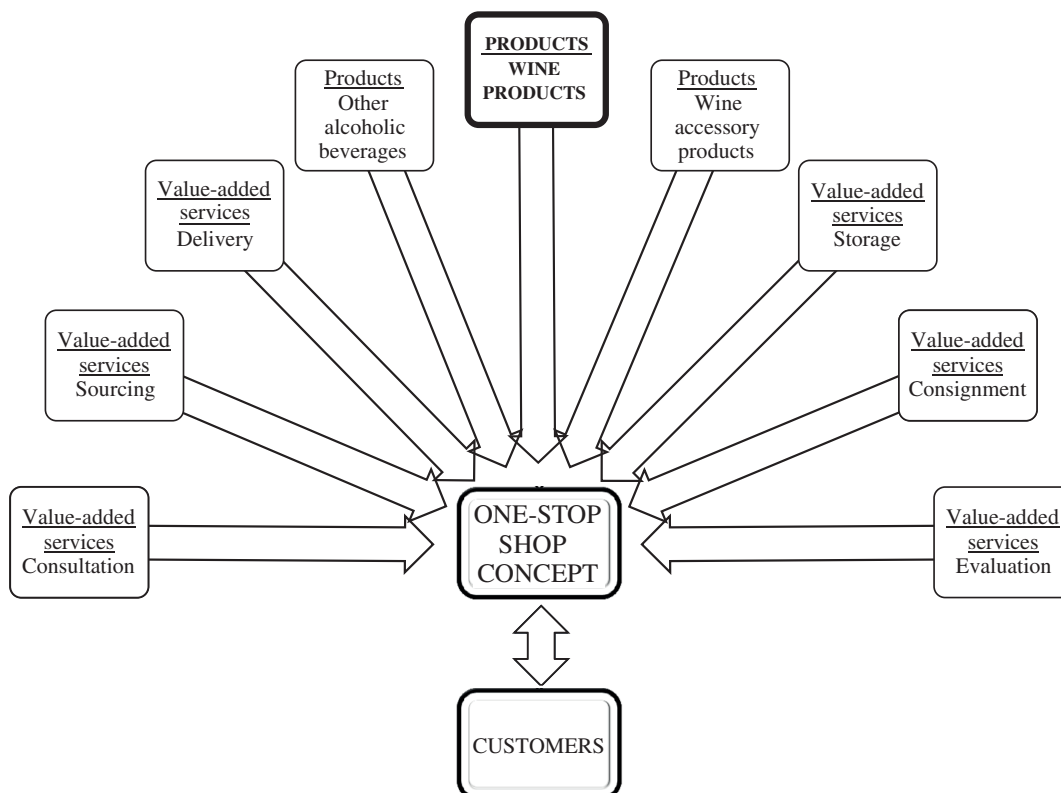 PRODUCTS
WINE
PRODUCTS
Products
Other
alcoholic
beverages
Products
Wine
accessory
products
Value-added
services
Delivery
Value-added
services
Storage
Value-added
services
Sourcing
Value-added
services
Consignment
Value-added
services
Consultation
ONE-STOP
SHOP
CONCEPT
Value-added
services
Evaluation
CUSTOMERS